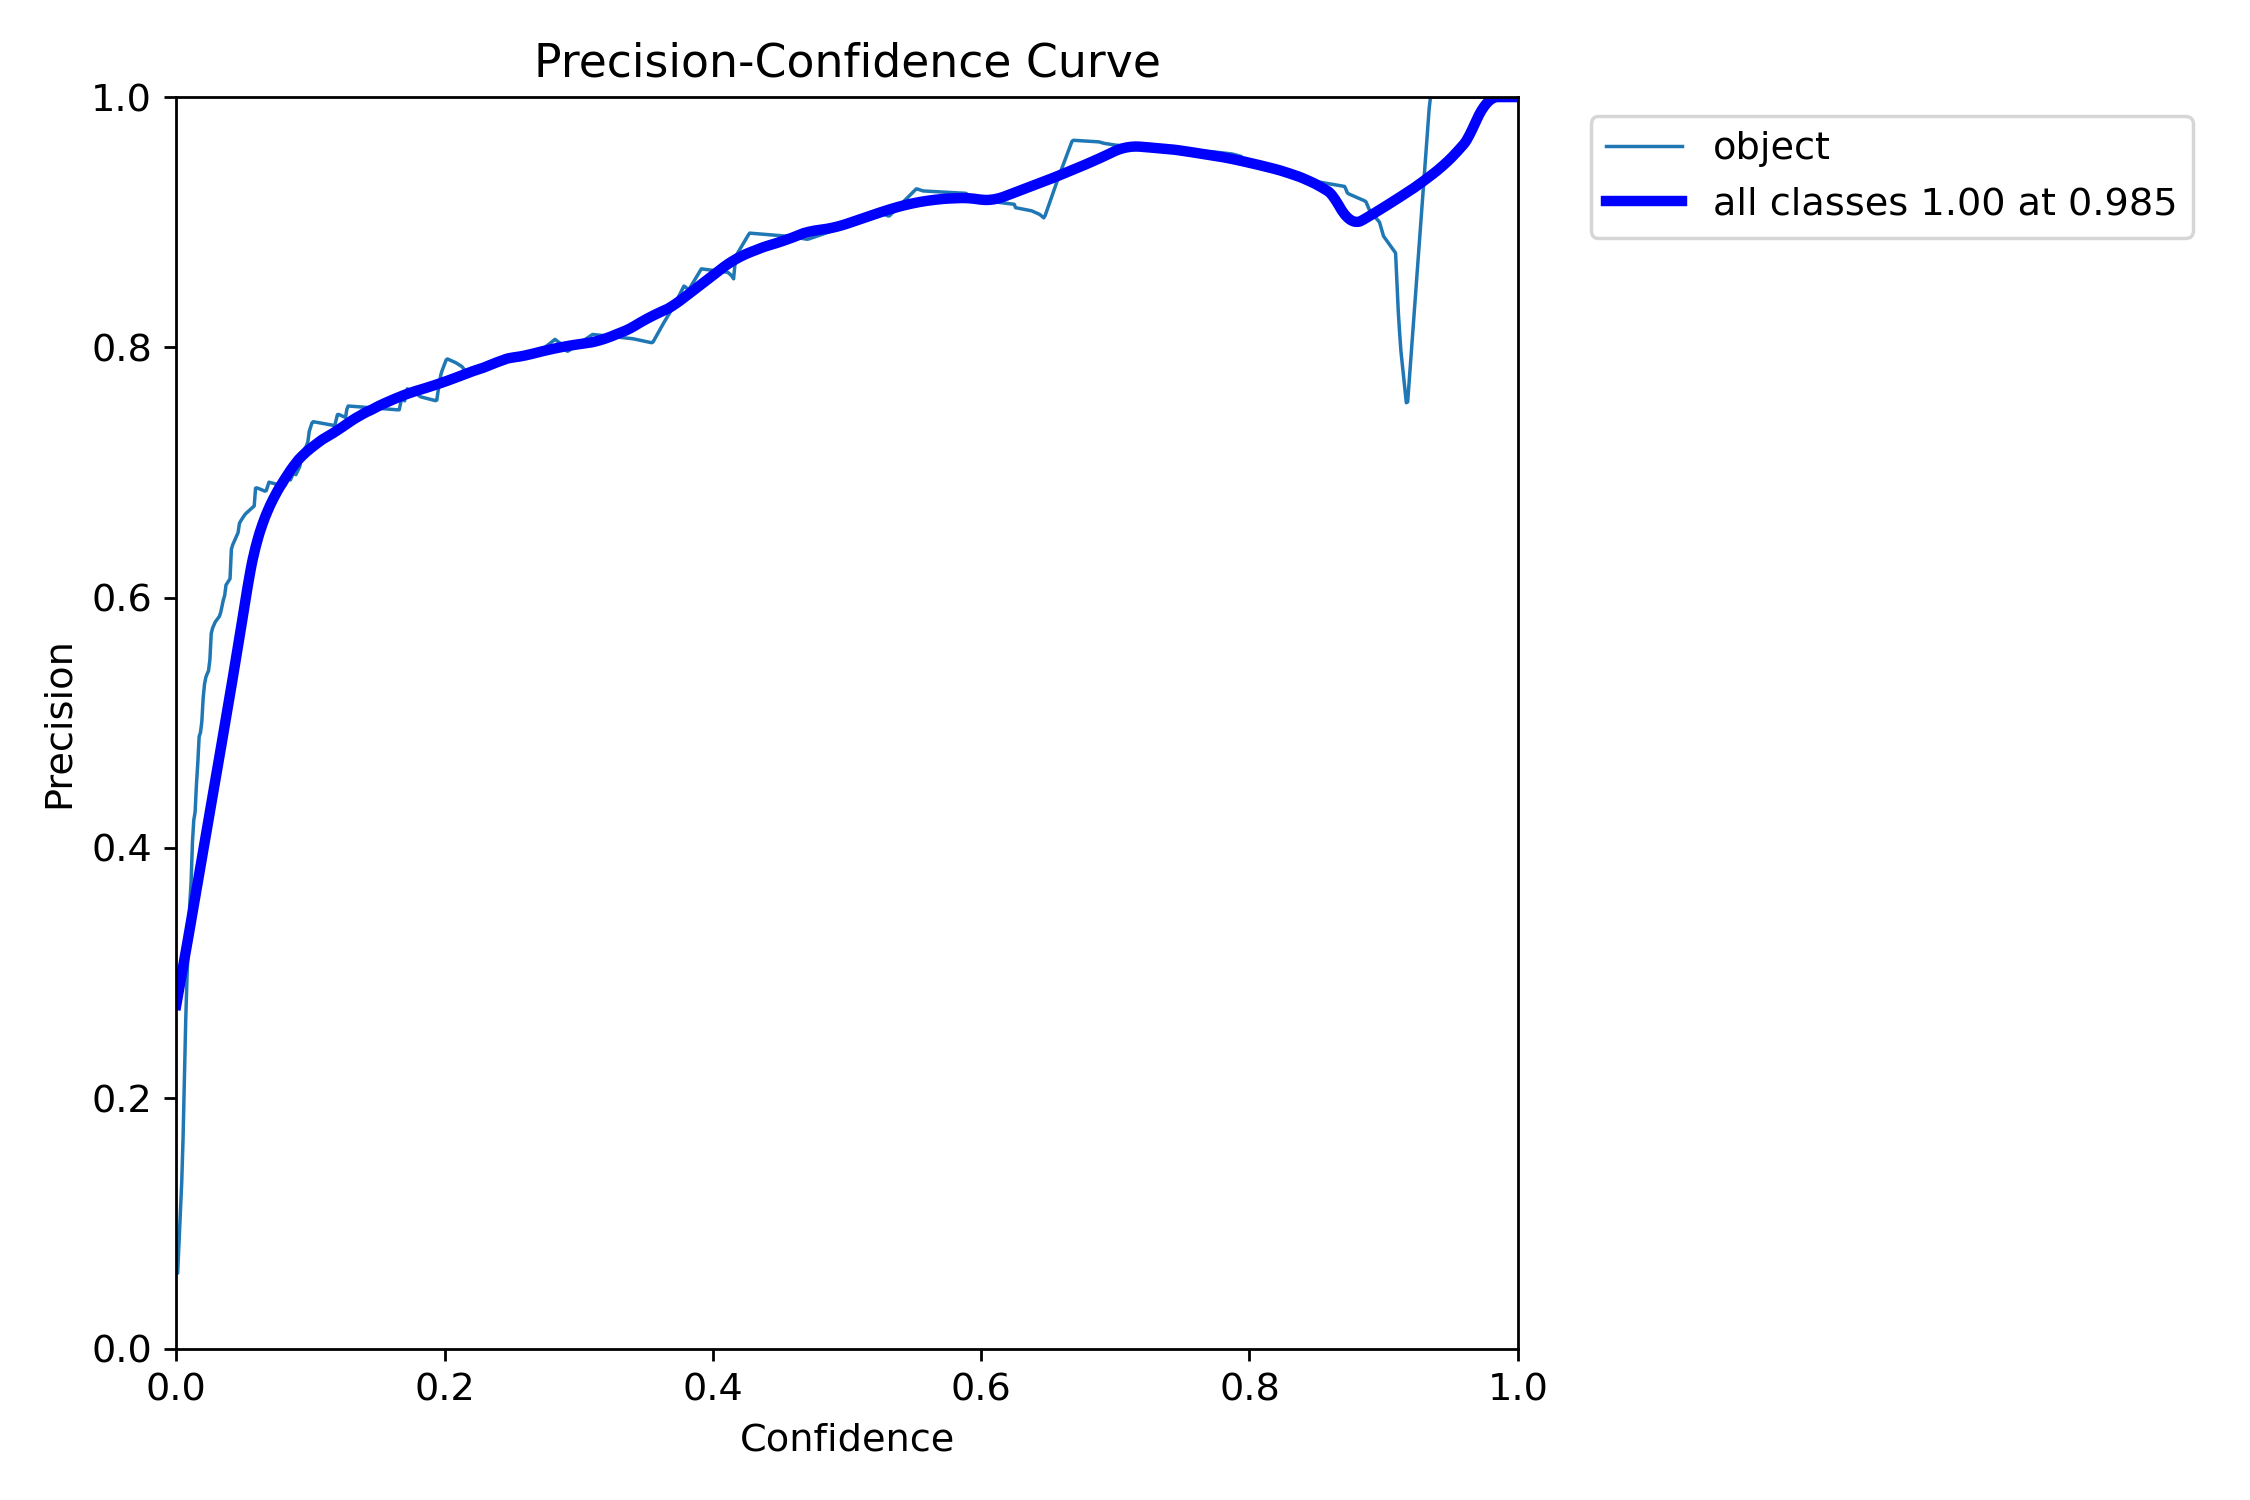 Precision-Confidence Curve
1.0
0.8
0.6
0.4
0.2
0.0
Precision
0.0 0.2 0.4 0.6 0.8 1.0
Confidence
object
all classes 1.00 at 0.985